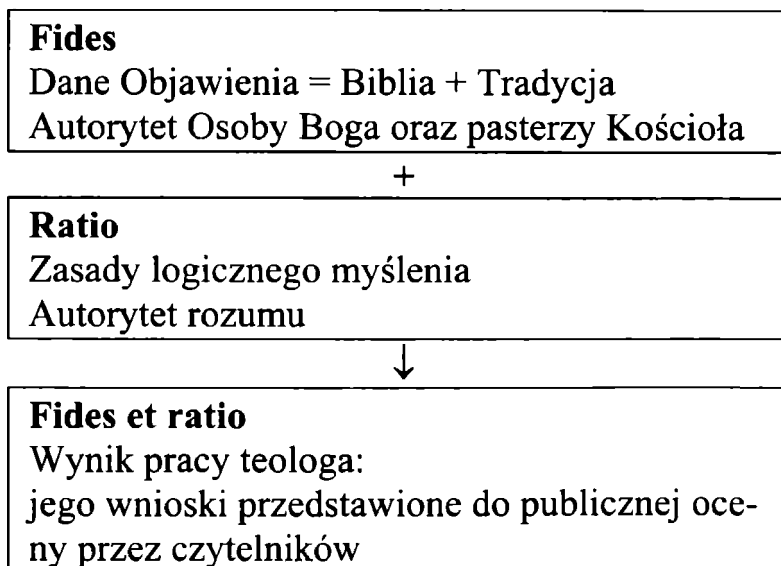 Fides
Dane Objawienia = Biblia + Tradycja
Autorytet Osoby Boga oraz pasterzy Kościoła
+
Ratio
Zasady logicznego myślenia
Autorytet rozumu
↓
Fides et ratio
Wynik pracy teologa:
jego wnioski przedstawione do publicznej oce-
ny przez czytelników